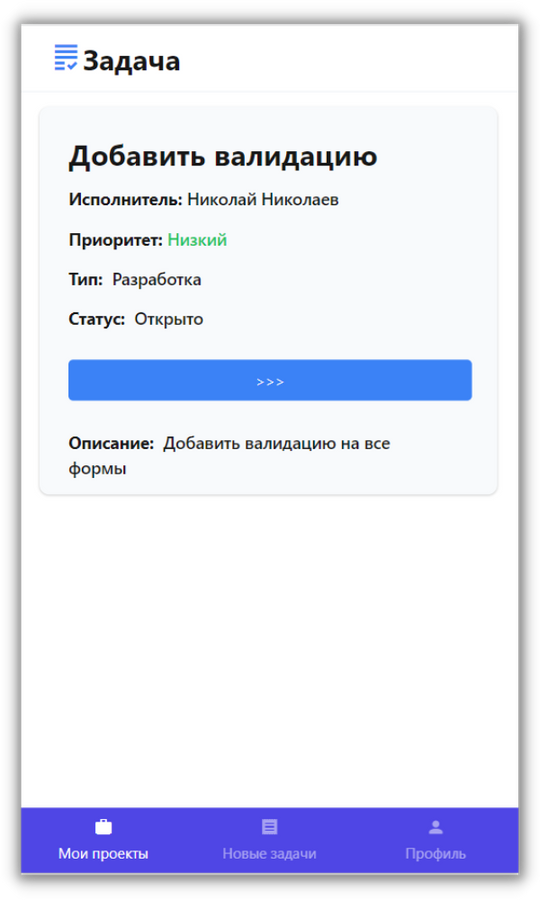 Задача
Добавить валидацию
Исполнитель: Николай Николаев
Приоритет: Низкий
Тип: Разработка
Статус: Открыто
>>>
Описание: Добавить валидацию на все
формы
Мои проекты Новые задачи Профиль